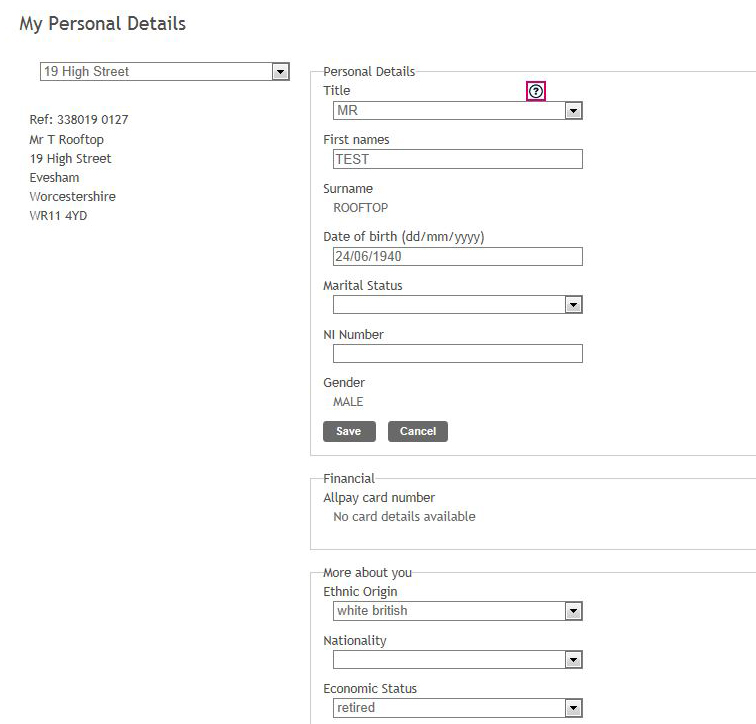 My Personal Details
19 High Street
Ref: 338019 0127
Mr T Rooftop
19 High Street
Evesham
Worcestershire
WR11 4YD
Personal Details
Title
?
MR
First names
TEST
Surname
ROOFTOP
Date of birth (dd/mm/yyyy)
24/06/1940
Marital Status
NI Number
Gender
MALE
Save Cancel
Financial
Allpay card number
No card details available
More about you
Ethnic Origin
white british
Nationality
Economic Status
retired